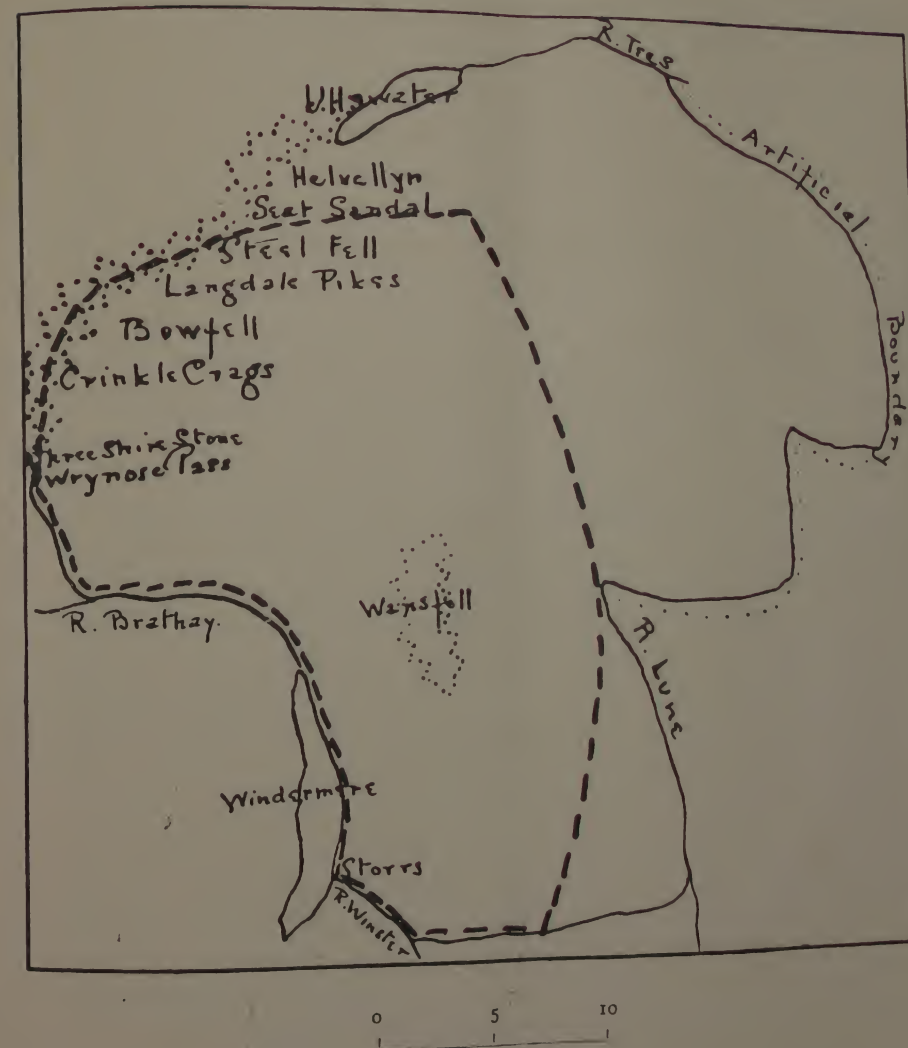 R. Tres
Ullswater
Artificial
Boundary
Helvellyn
Seat Sandal
Steel Fell
Langdale Pikes
Bowfell
Crinkle Crags
Three Shire Stone
Wrynose Pass
Wansfell
R. Brathay.
R. Lune
Windermere
Storrs
R. Winster
0 5 10